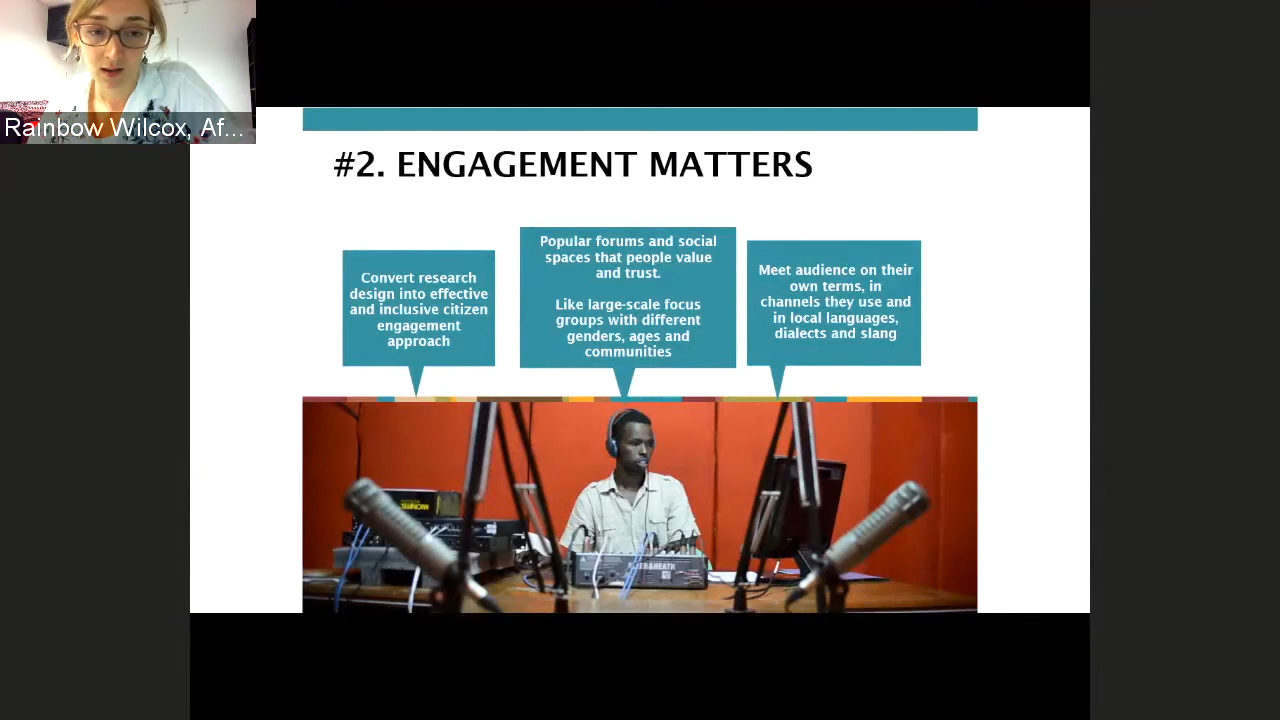 Rainbow Wilcox, Af...
#2. ENGAGEMENT MATTERS
Convert research
design into effective
and inclusive citizen
engagement
approach
Popular forums and social
spaces that people value
and trust.
Like large-scale focus
groups with different
genders, ages and
communities
Meet audience on their
own terms, in
channels they use and
in local languages,
dialects and slang
ALLEN&HEATH